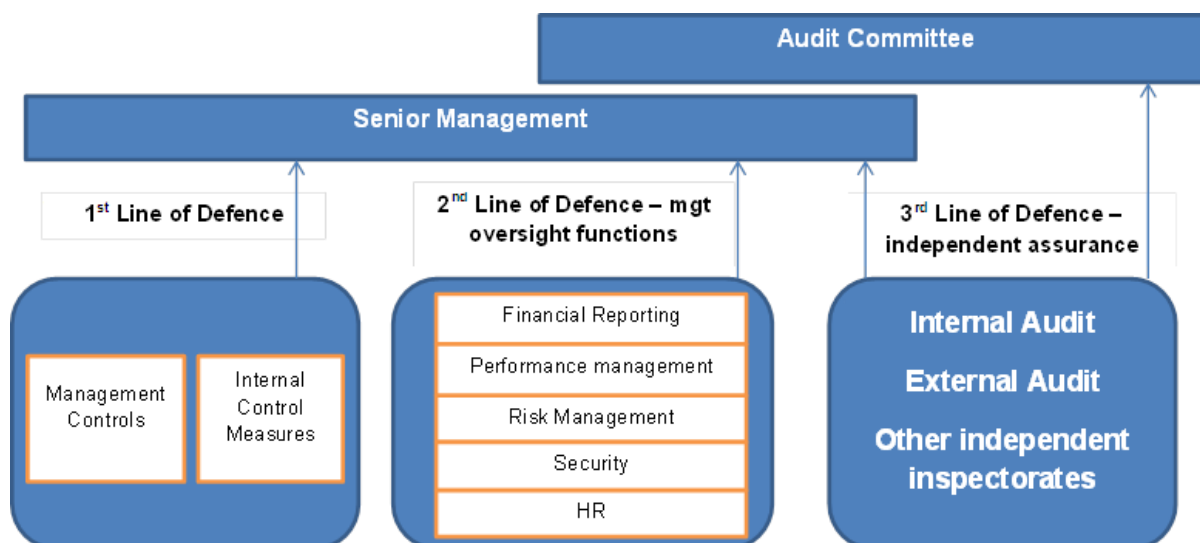 Audit Committee
Senior Management
1st Line of Defence
2nd Line of Defence – mgt
oversight functions
3rd Line of Defence –
independent assurance
Management
Controls
Internal
Control
Measures
Financial Reporting
Performance management
Risk Management
Security
HR
Internal Audit
External Audit
Other independent
inspectorates